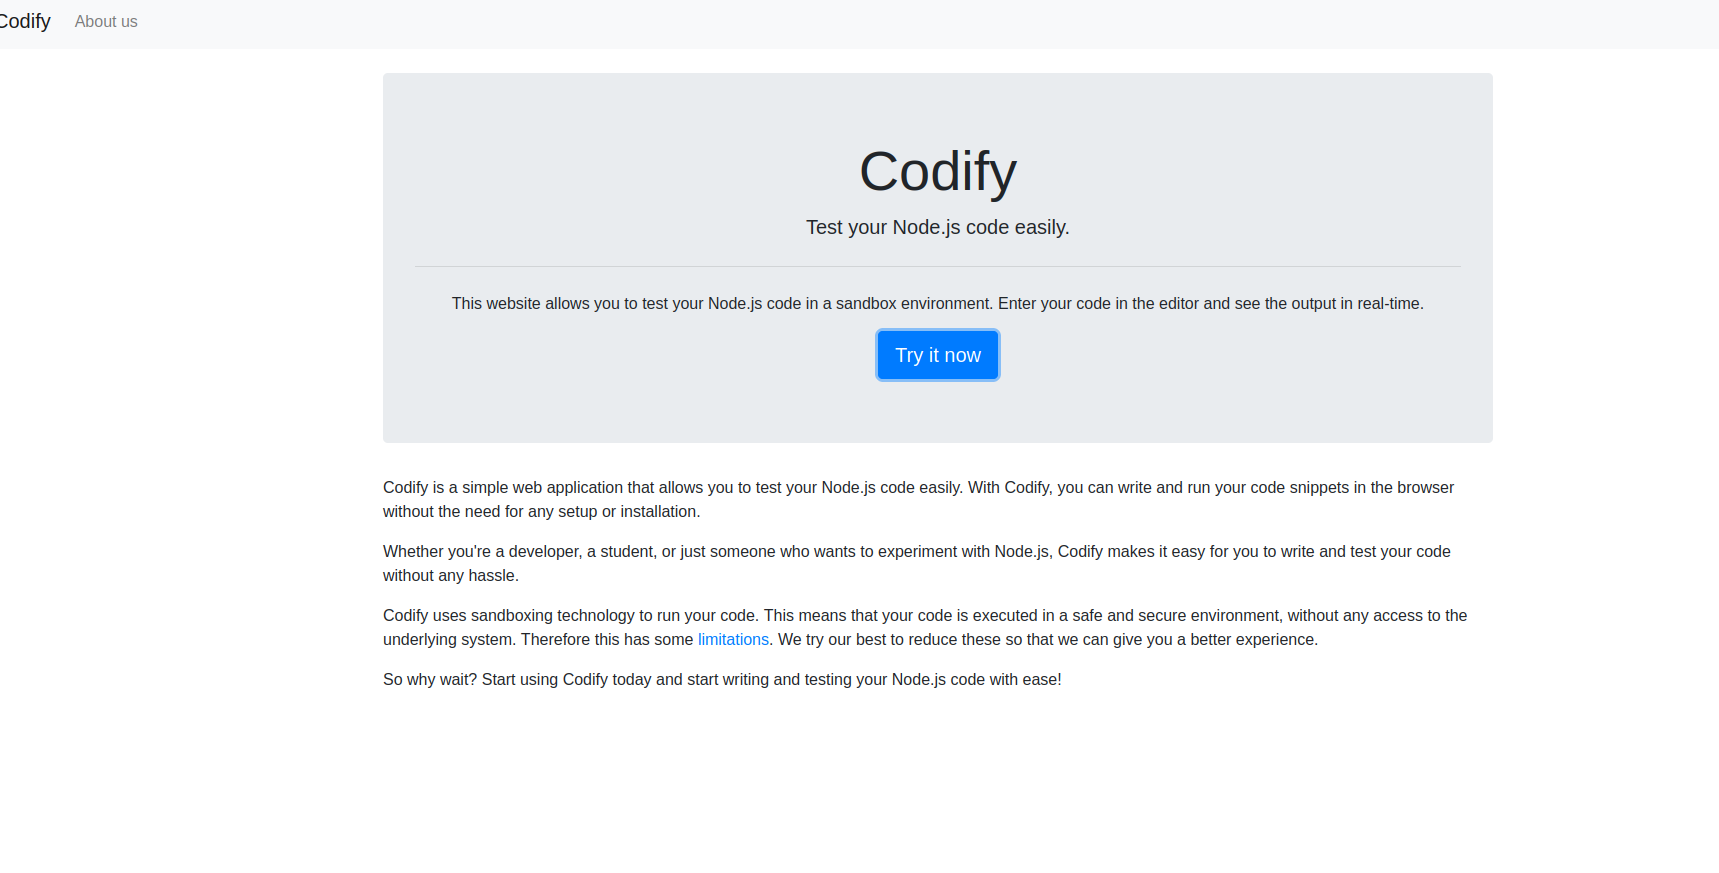 Codify About us
Codify
Test your Node.js code easily.
This website allows you to test your Node.js code in a sandbox environment. Enter your code in the editor and see the output in real-time.
Try it now
Codify is a simple web application that allows you to test your Node.js code easily. With Codify, you can write and run your code snippets in the browser
without the need for any setup or installation.
Whether you're a developer, a student, or just someone who wants to experiment with Node.js, Codify makes it easy for you to write and test your code
without any hassle.
Codify uses sandboxing technology to run your code. This means that your code is executed in a safe and secure environment, without any access to the
underlying system. Therefore this has some limitations. We try our best to reduce these so that we can give you a better experience.
So why wait? Start using Codify today and start writing and testing your Node.js code with ease!